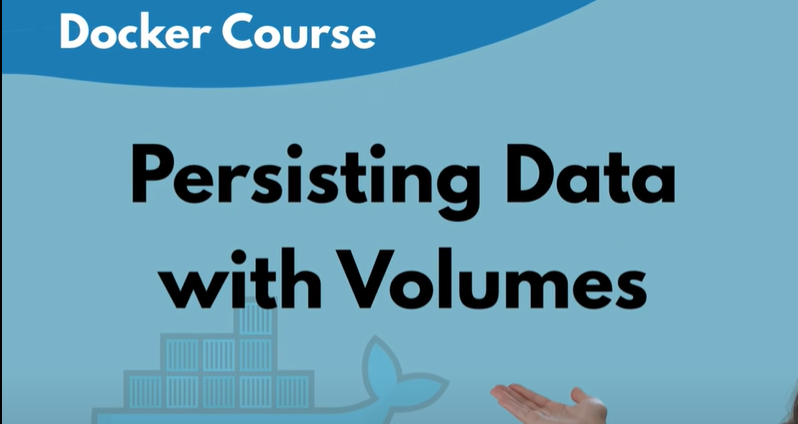 Docker Course
Persisting Data
with Volumes